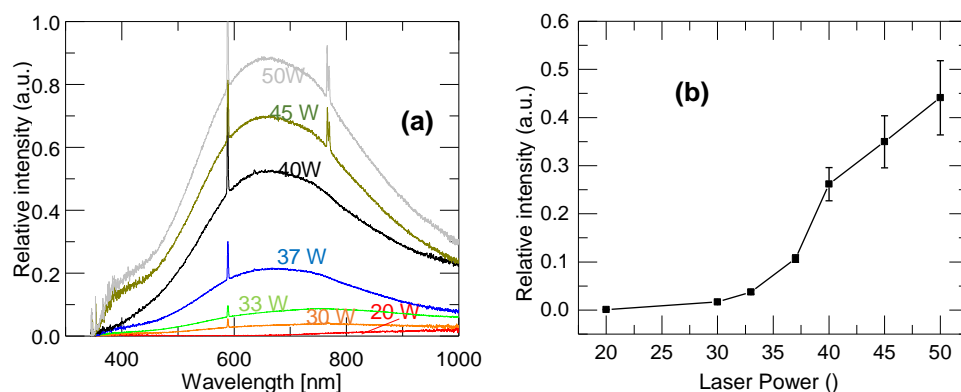 1.0
0.8
0.6
0.4
0.2
0.0
Relative intensity (a.u.)
50W
45 W
40W
37 W
33 W
30 W
20 W
(a)
400 600 800 1000
Wavelength [nm]
0.6
0.5
0.4
0.3
0.2
0.1
0.0
Relative intensity (a.u.)
(b)
20 25 30 35 40 45 50
Laser Power ()